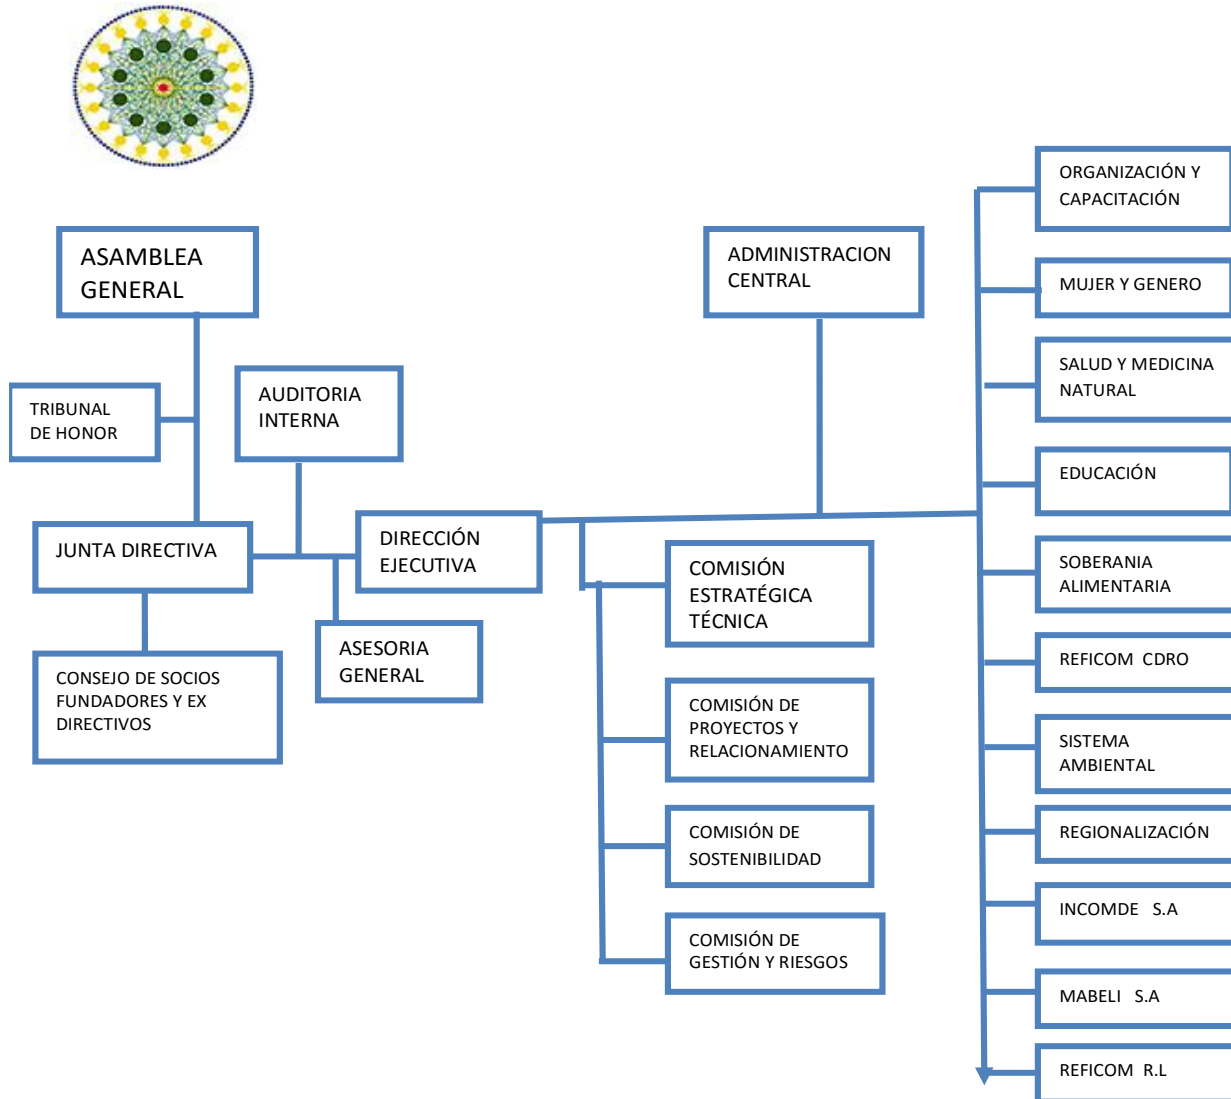 ASAMBLEA
GENERAL
TRIBUNAL
DE HONOR
AUDITORIA
INTERNA
JUNTA DIRECTIVA
DIRECCIÓN
EJECUTIVA
ASESORIA
GENERAL
CONSEJO DE SOCIOS
FUNDADORES Y EX
DIRECTIVOS
ADMINISTRACION
CENTRAL
COMISIÓN
ESTRATÉGICA
TÉCNICA
COMISIÓN DE
PROYECTOS Y
RELACIONAMIENTO
COMISIÓN DE
SOSTENIBILIDAD
COMISIÓN DE
GESTIÓN Y RIESGOS
ORGANIZACIÓN Y
CAPACITACIÓN
MUJER Y GENERO
SALUD Y MEDICINA
NATURAL
EDUCACIÓN
SOBERANIA
ALIMENTARIA
REFICOM CDRO
SISTEMA
AMBIENTAL
REGIONALIZACIÓN
INCOMDE S.A
MABELI S.A
REFICOM R.L